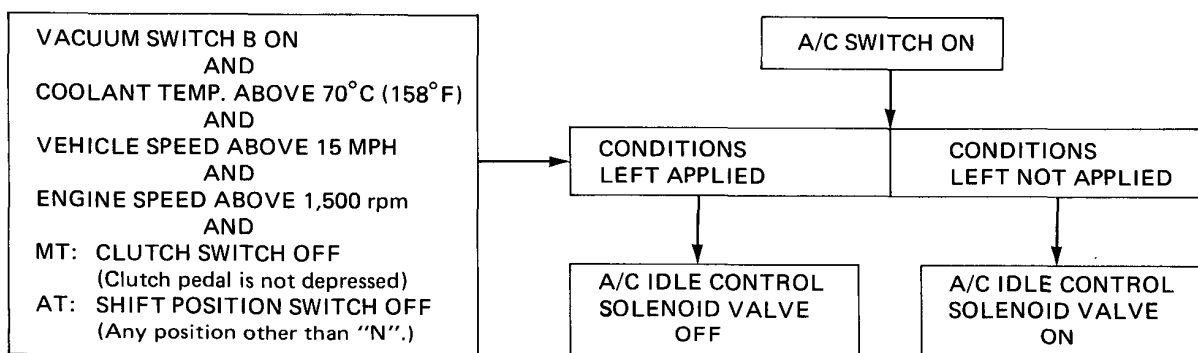 VACUUM SWITCH B ON
AND
COOLANT TEMP. ABOVE 70°C (158°F)
AND
VEHICLE SPEED ABOVE 15 MPH
AND
ENGINE SPEED ABOVE 1,500 rpm
AND
MT: CLUTCH SWITCH OFF
(Clutch pedal is not depressed)
AT: SHIFT POSITION SWITCH OFF
(Any position other than "N".)
A/C SWITCH ON
CONDITIONS
LEFT APPLIED
CONDITIONS
LEFT NOT APPLIED
A/C IDLE CONTROL
SOLENOID VALVE
OFF
A/C IDLE CONTROL
SOLENOID VALVE
ON